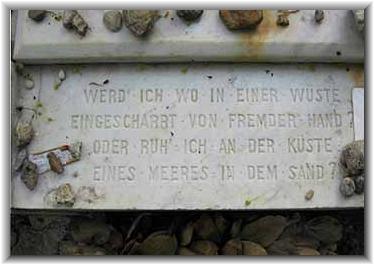 WERD' ICH WO IN EINER WÜSTE
EINGESCHARRT VON FREMDER HAND?
ODER RUH' ICH AN DER KÜSTE
EINES MEERES IN DEM SAND?